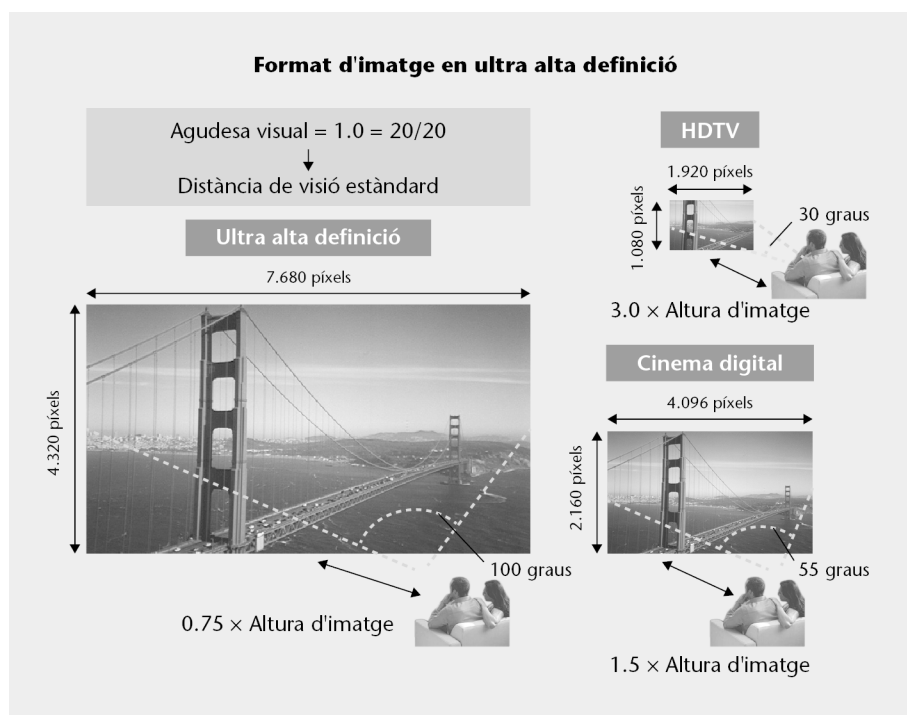 Format d'imatge en ultra alta definició
Agudesa visual = 1.0 = 20/20
Distància de visió estàndard
Ultra alta definició
7.680 píxels
4.320 píxels
100 graus
0.75 × Altura d'imatge
HDTV
1.920 píxels
1.080 píxels
30 graus
3.0 × Altura d'imatge
Cinema digital
4.096 píxels
2.160 píxels
55 graus
1.5 × Altura d'imatge